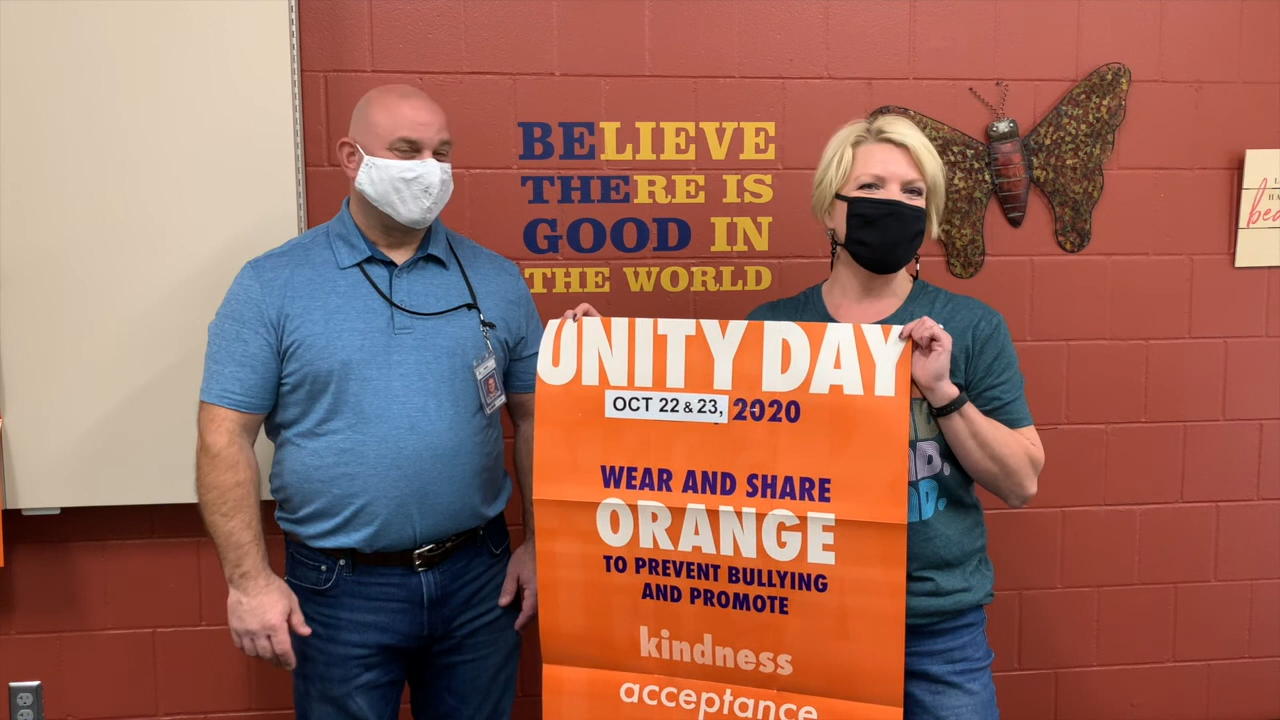 BELIEVE
THERE IS
GOOD IN
THE WORLD
UNITY DAY
OCT 22 & 23, 2020
WEAR AND SHARE
ORANGE
TO PREVENT BULLYING
AND PROMOTE
kindness
acceptance